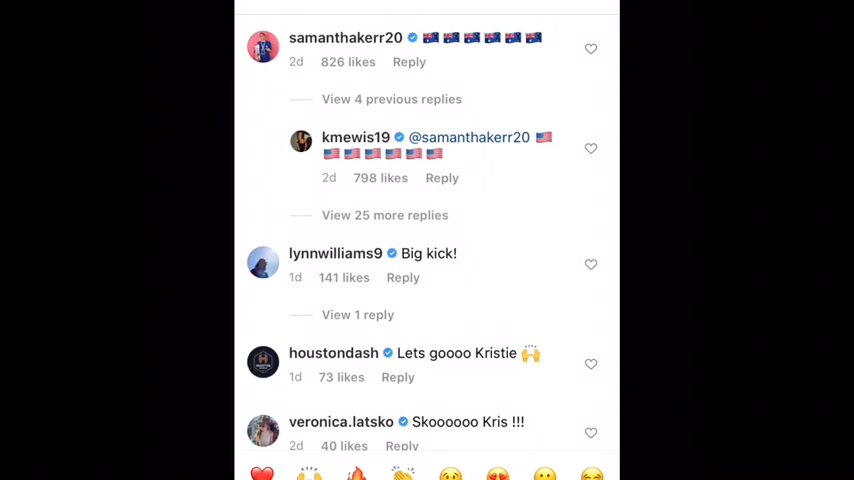 samanthakerr20 🇦🇺🇦🇺🇦🇺🇦🇺🇦🇺🇦🇺
2d 826 likes Reply
View 4 previous replies
kmewis19 @samanthakerr20 🇺🇸
🇺🇸🇺🇸🇺🇸🇺🇸🇺🇸🇺🇸
2d 798 likes Reply
View 25 more replies
lynnwilliams9 Big kick!
1d 141 likes Reply
View 1 reply
houstondash Lets goooo Kristie 🙌
1d 73 likes Reply
veronica.latsko Skoooooo Kris !!!
2d 40 likes Reply